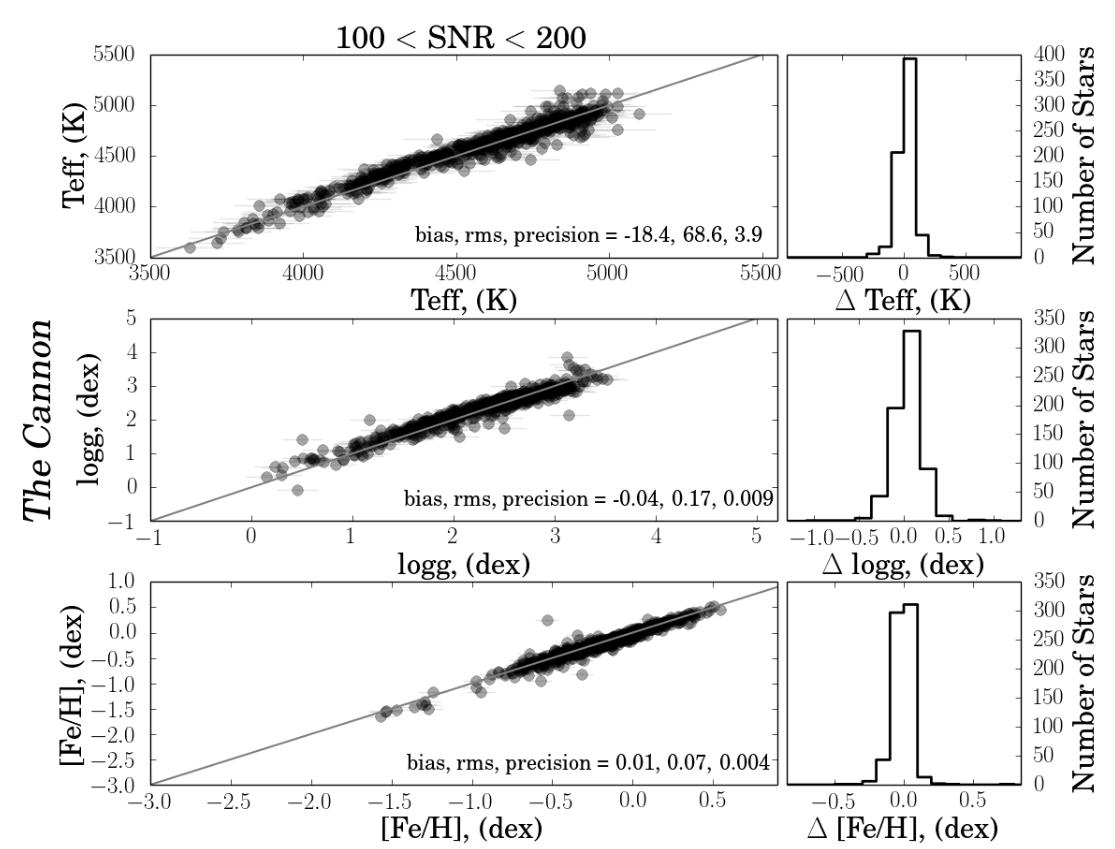 100 < SNR < 200
5500
5000
4500
4000
3500
Teff, (K)
bias, rms, precision = -18.4, 68.6, 3.9
3500 4000 4500 5000 5500
Teff, (K)
400
350
300
250
200
150
100
50
0
Number of Stars
−500 0 500
Δ Teff, (K)
The Cannon
5
4
3
2
1
0
−1
logg, (dex)
bias, rms, precision = -0.04, 0.17, 0.009
−1 0 1 2 3 4 5
logg, (dex)
350
300
250
200
150
100
50
0
Number of Stars
−1.0 −0.5 0.0 0.5 1.0
Δ logg, (dex)
1.0
0.5
0.0
−0.5
−1.0
−1.5
−2.0
−2.5
−3.0
[Fe/H], (dex)
bias, rms, precision = 0.01, 0.07, 0.004
−3.0 −2.5 −2.0 −1.5 −1.0 −0.5 0.0 0.5
[Fe/H], (dex)
350
300
250
200
150
100
50
0
Number of Stars
−0.5 0.0 0.5
Δ [Fe/H], (dex)